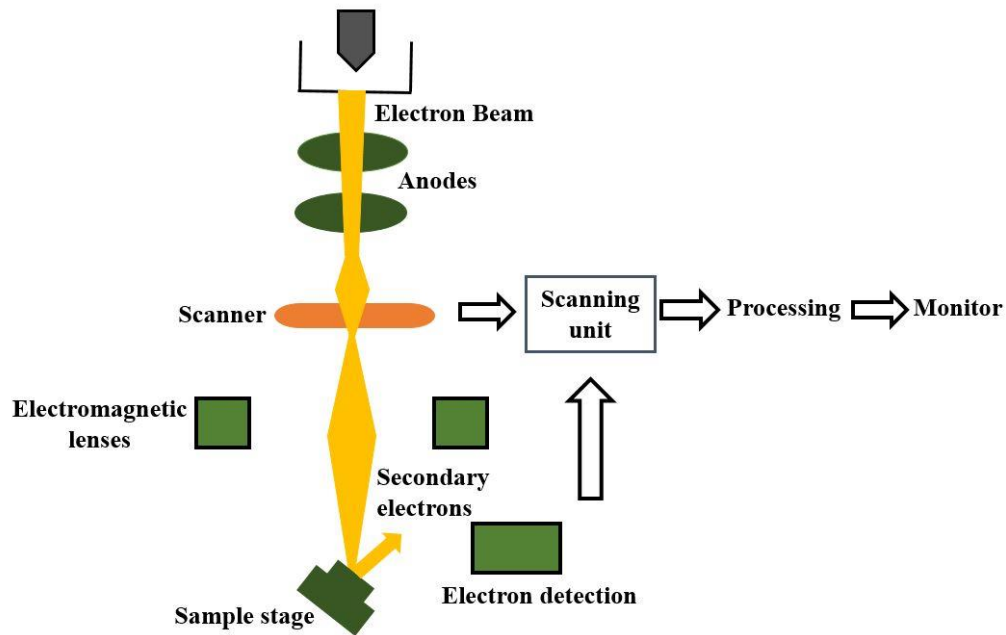 Electron Beam
Anodes
Scanner
Scanning
unit
Processing
Monitor
Electromagnetic
lenses
Secondary
electrons
Electron detection
Sample stage